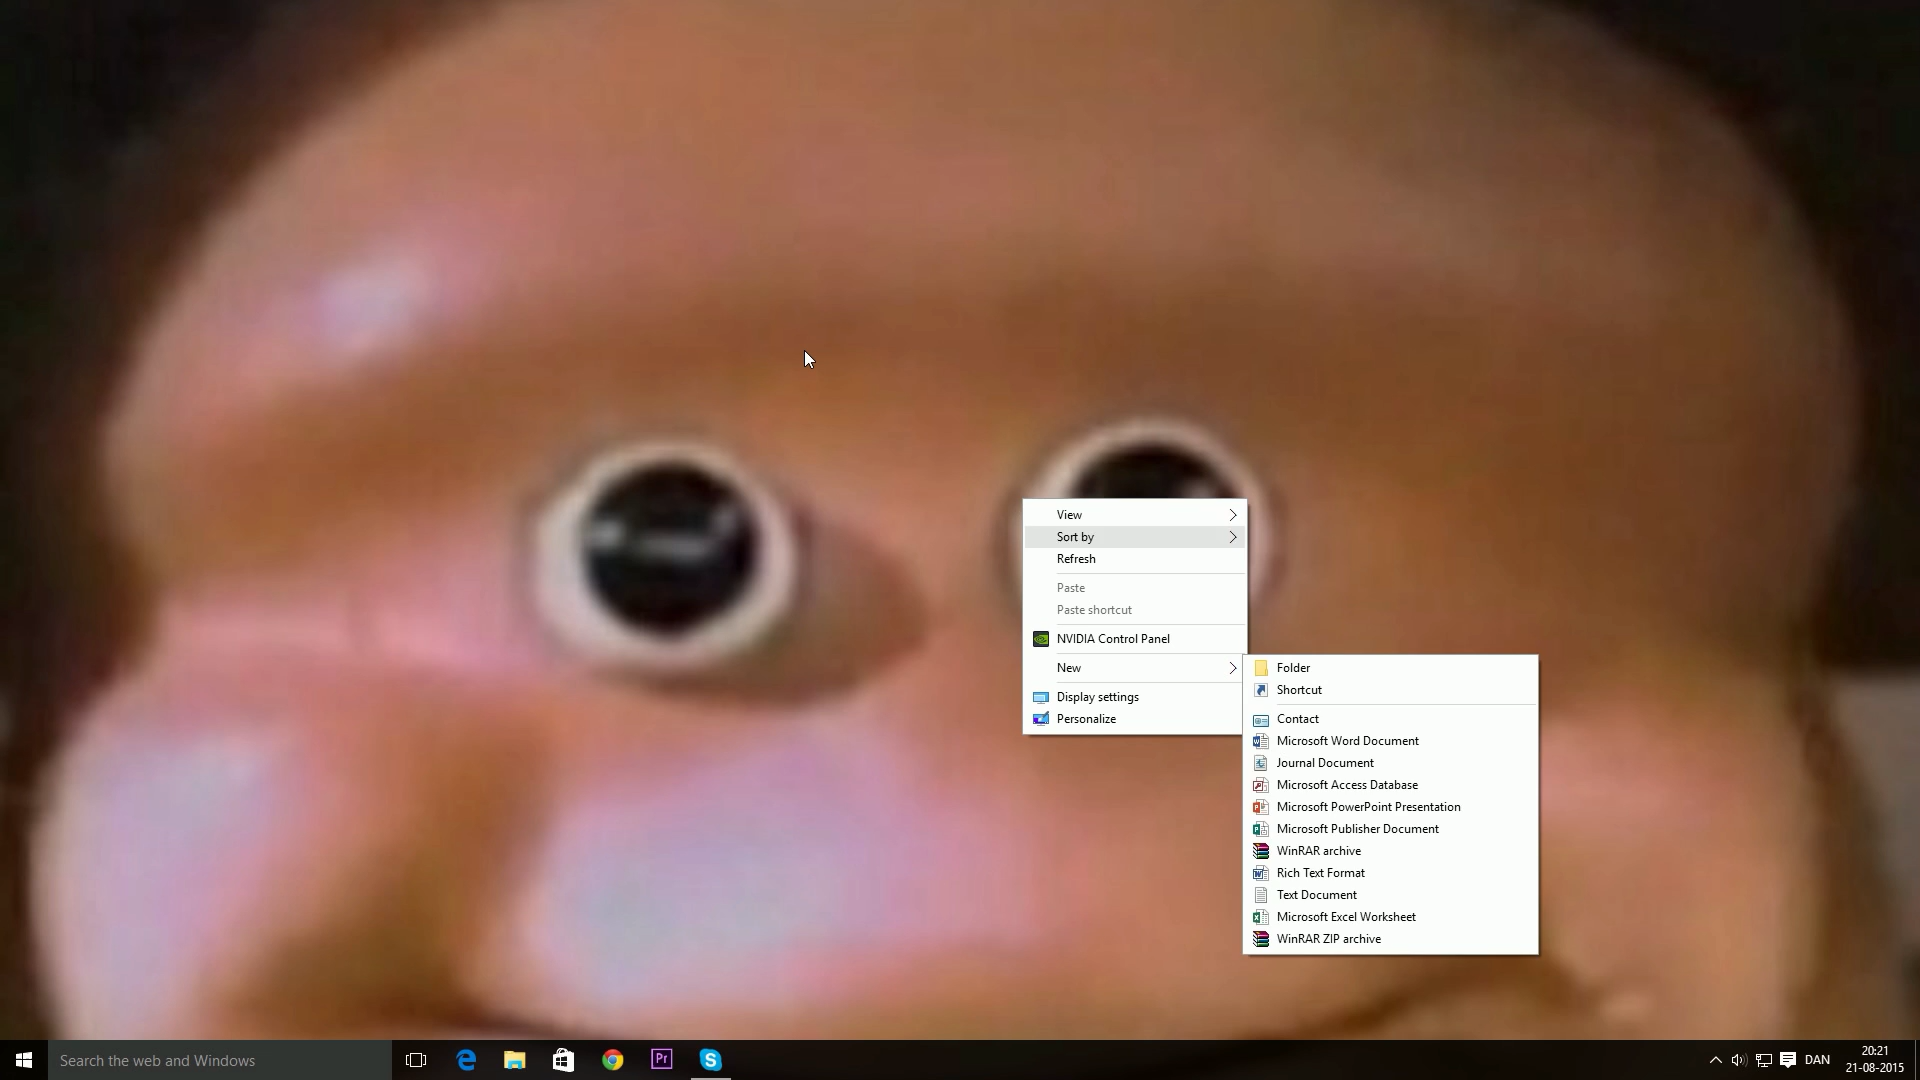 View
Sort by
Refresh
Paste
Paste shortcut
NVIDIA Control Panel
New
Display settings
Personalize
Folder
Shortcut
Contact
Microsoft Word Document
Journal Document
Microsoft Access Database
Microsoft PowerPoint Presentation
Microsoft Publisher Document
WinRAR archive
Rich Text Format
Text Document
Microsoft Excel Worksheet
WinRAR ZIP archive
Search the web and Windows
Pr
DAN
20:21
21-08-2015